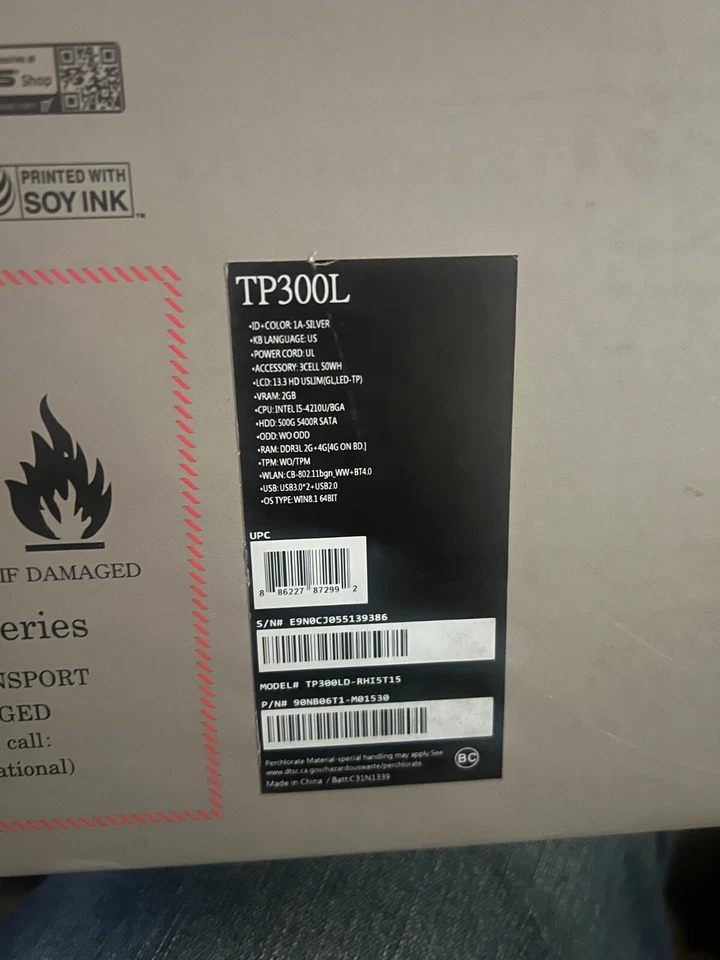 Shop
PRINTED WITH
SOY INK
TM
TP300L
•ID+COLOR: 1A-SILVER
•KB LANGUAGE: US
•POWER CORD: UL
•ACCESSORY: 3CELL 50WH
•LCD: 13.3 HD USLIM(GL,LED-TP)
•VRAM: 2GB
•CPU: INTEL I5-4210U/BGA
•HDD: 500G 5400R SATA
•ODD: WO ODD
•RAM: DDR3L 2G+4G[4G ON BD.]
•TPM: WO/TPM
•WLAN: CB-802.11bgn_WW+BT4.0
•USB: USB3.0*2+USB2.0
•OS TYPE: WIN8.1 64BIT
UPC
8 86227 87299 2
S/N# E9N0CJ055139386
MODEL# TP300LD-RHI5T15
P/N# 90NB06T1-M01530
Perchlorate Material-special handling may apply. See
www.dtsc.ca.gov/hazardouswaste/perchlorate.
Made in China / Batt:C31N1339
BC
IF DAMAGED
eries
NSPORT
GED
call:
ational)